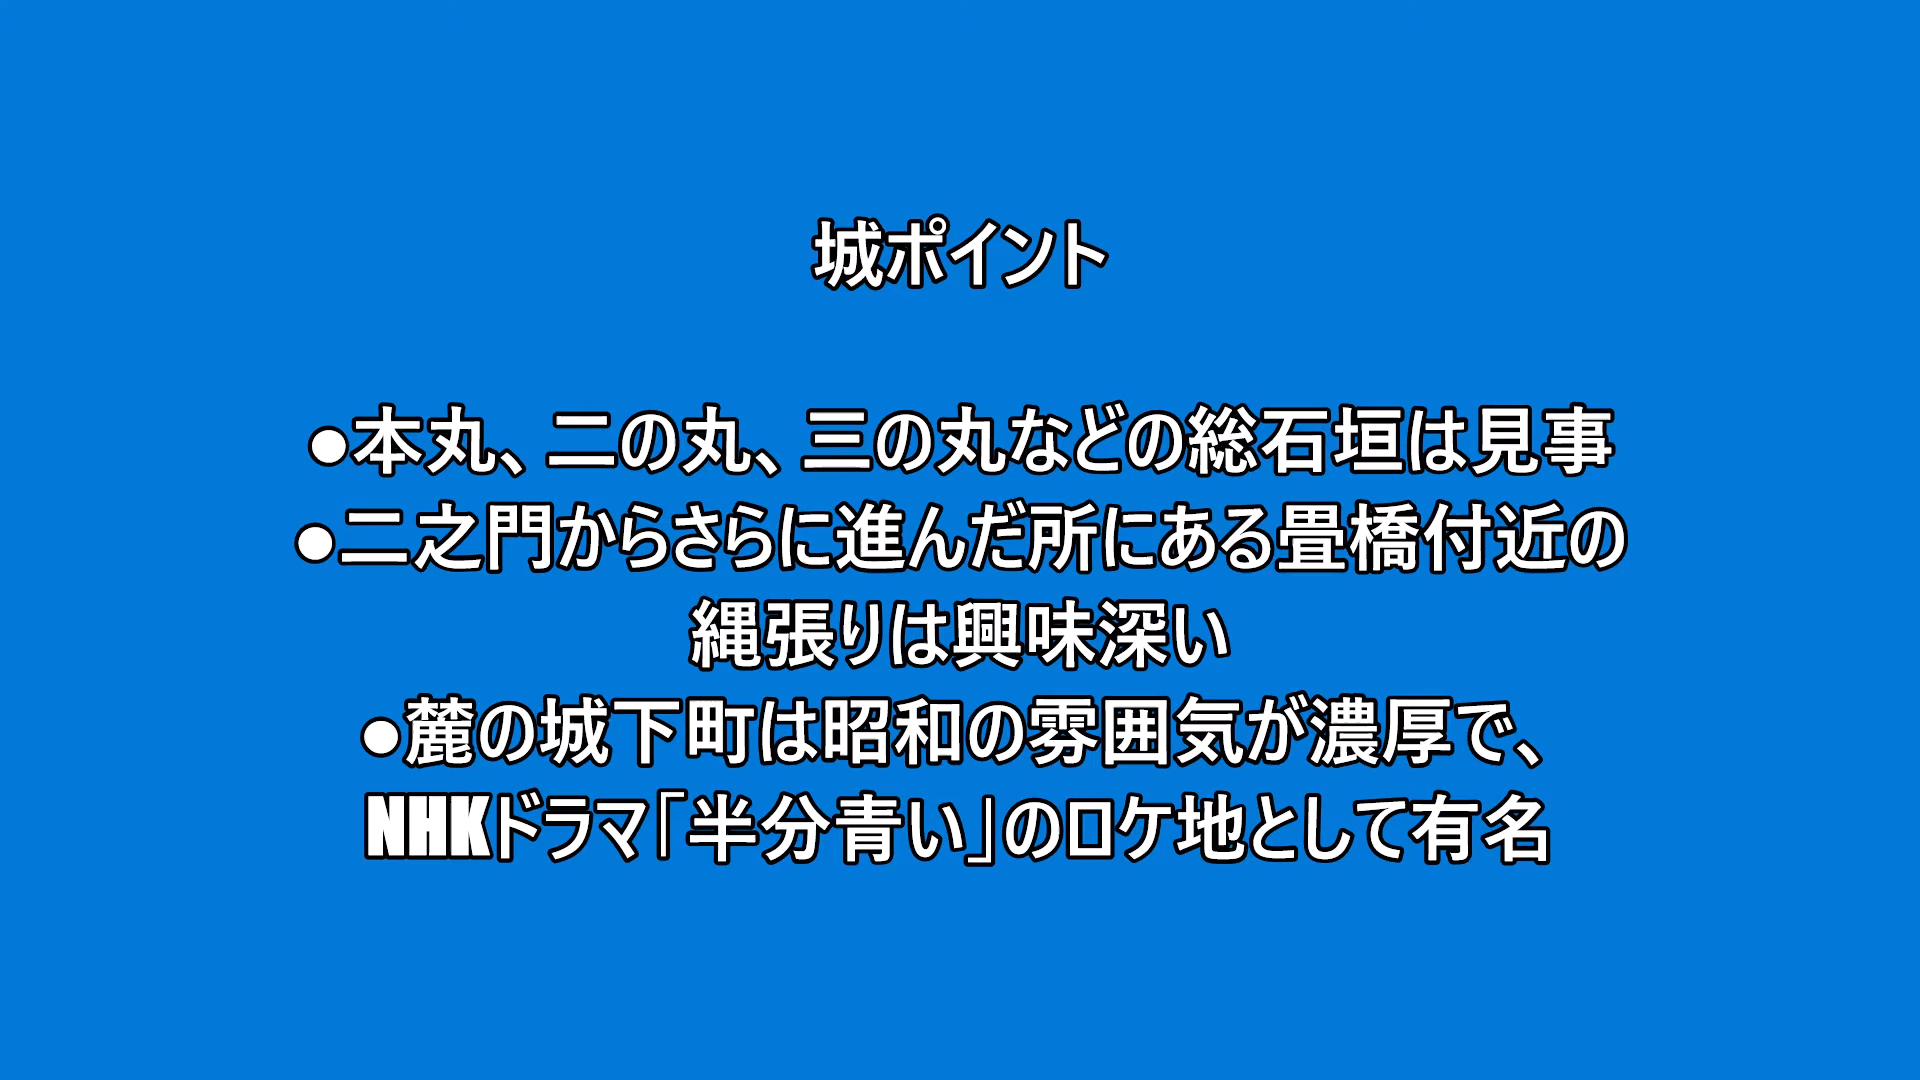 城ポイント
●本丸、二の丸、三の丸などの総石垣は見事
●二之門からさらに進んだ所にある畳橋付近の
縄張りは興味深い
●麓の城下町は昭和の雰囲気が濃厚で、
NHKドラマ「半分青い」のロケ地として有名